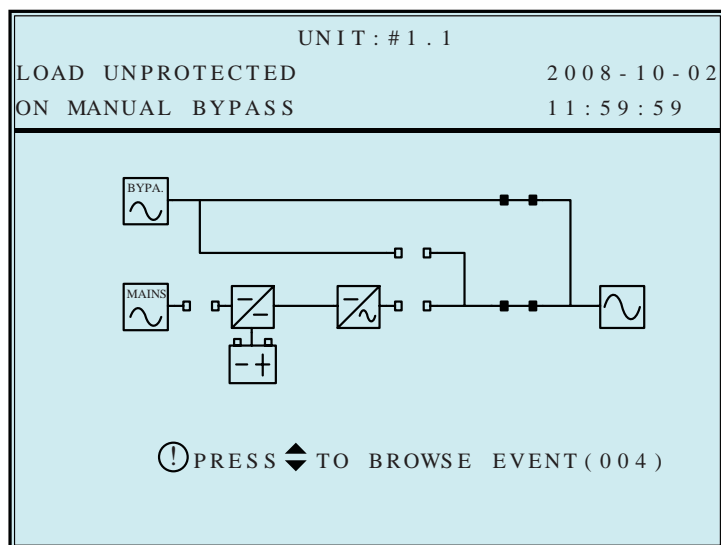 UNIT:#1.1
LOAD UNPROTECTED 2008-10-02
ON MANUAL BYPASS 11:59:59
BYPA.
MAINS
PRESS TO BROWSE EVENT(004)